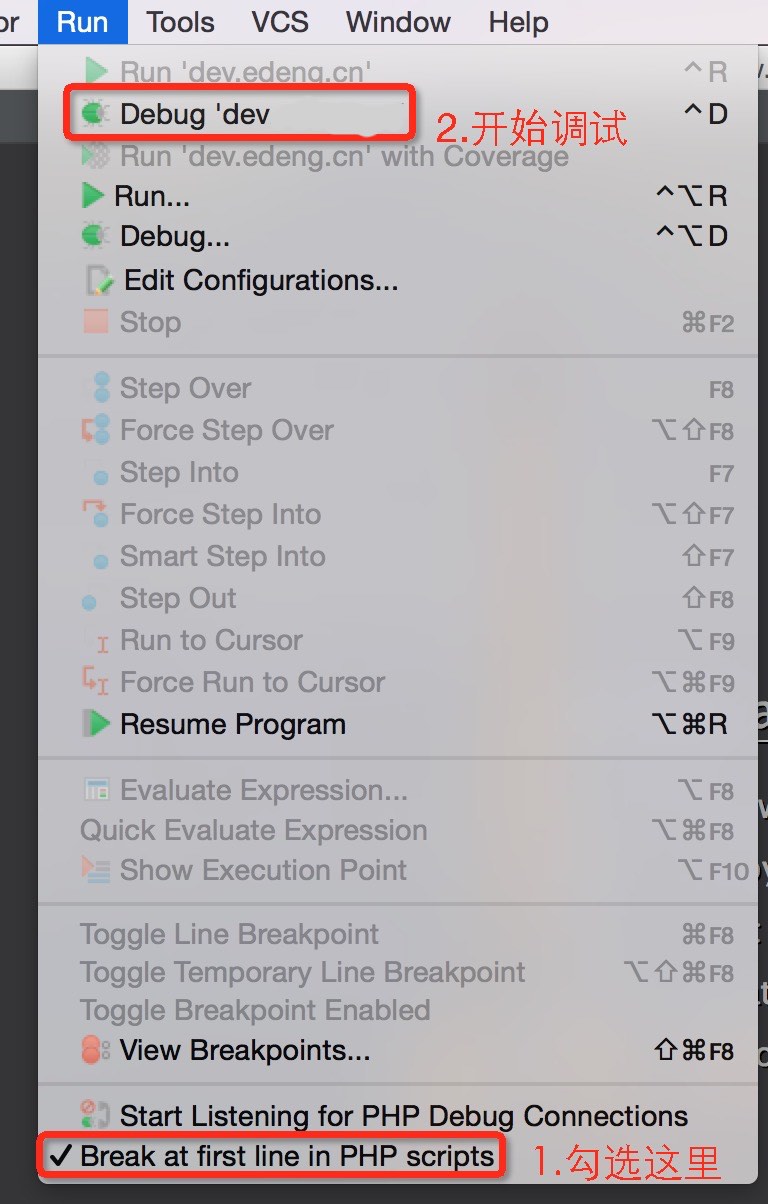 Run Tools VCS Window Help
Run 'dev.edeng.cn' ^R
Debug 'dev ^D
2.开始调试
Run 'dev.edeng.cn' with Coverage
Run... ^⌥R
Debug... ^⌥D
Edit Configurations...
Stop ⌘F2
Step Over F8
Force Step Over ⌥⇧F8
Step Into F7
Force Step Into ⌥⇧F7
Smart Step Into ⇧F7
Step Out ⇧F8
Run to Cursor ⌥F9
Force Run to Cursor ⌥⌘F9
Resume Program ⌥⌘R
Evaluate Expression... ⌥F8
Quick Evaluate Expression ⌥⌘F8
Show Execution Point ⌥F10
Toggle Line Breakpoint ⌘F8
Toggle Temporary Line Breakpoint ⌥⇧⌘F8
Toggle Breakpoint Enabled
View Breakpoints... ⇧⌘F8
Start Listening for PHP Debug Connections
✓ Break at first line in PHP scripts
1.勾选这里